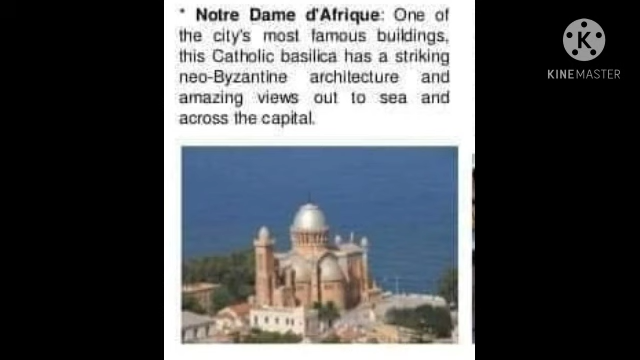 * Notre Dame d'Afrique: One of
the city's most famous buildings,
this Catholic basilica has a striking
neo-Byzantine architecture and
amazing views out to sea and
across the capital.
KINEMASTER